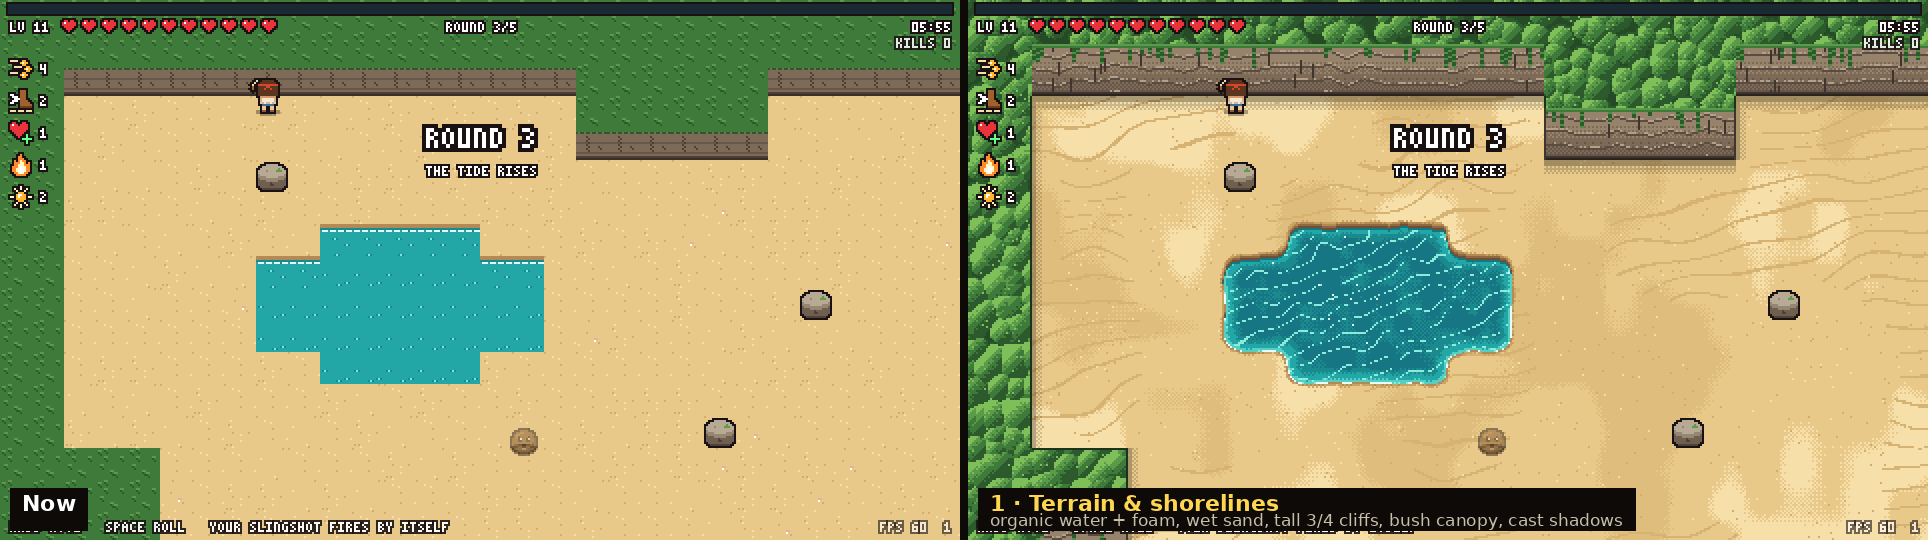 LV 11
ROUND 3/5
05:55
KILLS 0
4
2
1
1
2
ROUND 3
THE TIDE RISES
Now
SPACE ROLL YOUR SLINGSHOT FIRES BY ITSELF
FPS 60 1
LV 11
ROUND 3/5
05:55
KILLS 0
4
2
1
1
2
ROUND 3
THE TIDE RISES
1 · Terrain & shorelines
organic water + foam, wet sand, tall 3/4 cliffs, bush canopy, cast shadows
FPS 60 1